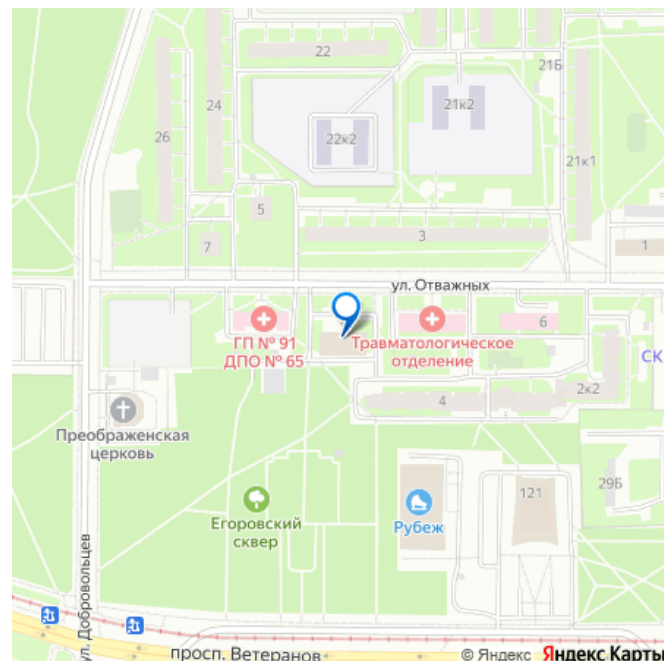 22
21Б
24
21к2
26
22к2
21к1
5
7
3
1
ул. Отважных
ГП № 91
ДПО № 65
Травматологическое
отделение
6
СК
2к2
4
Преображенская
церковь
Егоровский
сквер
Рубеж
121
29Б
ул. Добровольцев
просп. Ветеранов
© Яндекс Яндекс Карты